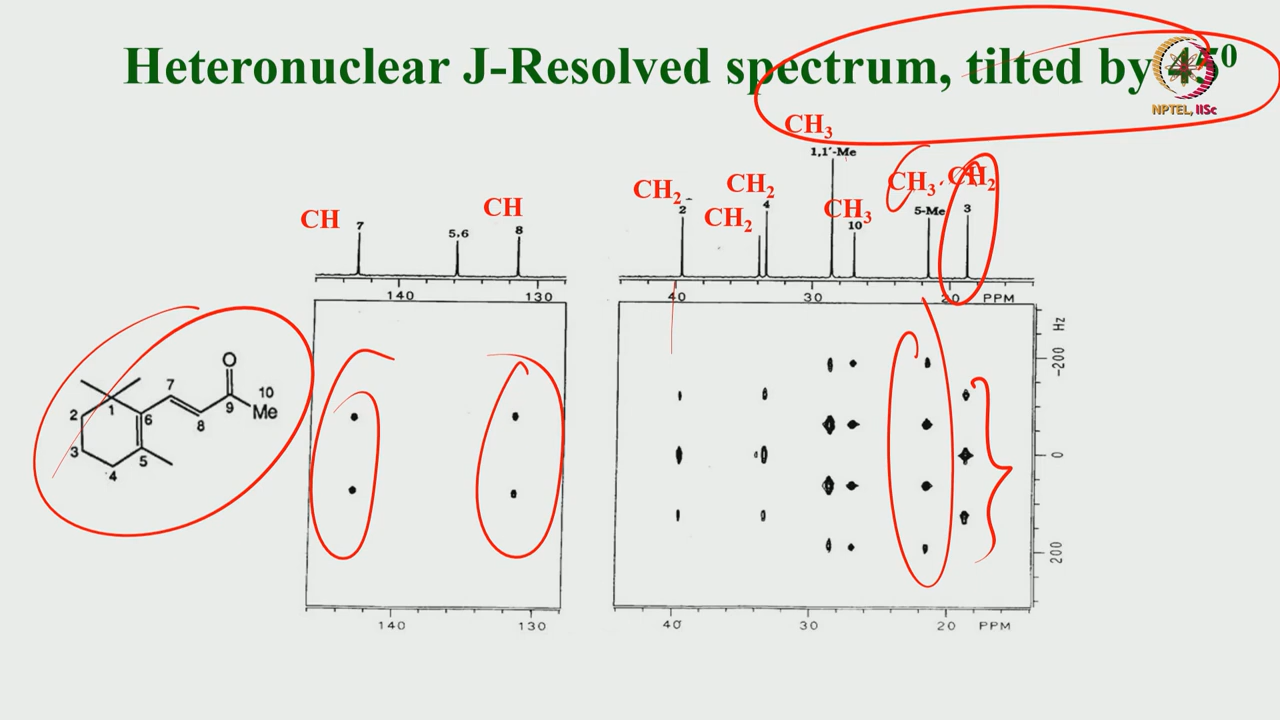 Heteronuclear J-Resolved spectrum, tilted by 45⁰
NPTEL, IISc
CH₃
1,1'-Me
CH 7
5,6
CH
8
CH₂
2
CH₂
CH₂
4
CH₃
10
CH₃
5-Me
CH₂
3
140 130 40 30 20 PPM
-200 Hz
0
200
O
7 10
1 9 Me
2 6 8
3 5
4
140 130 40 30 20 PPM